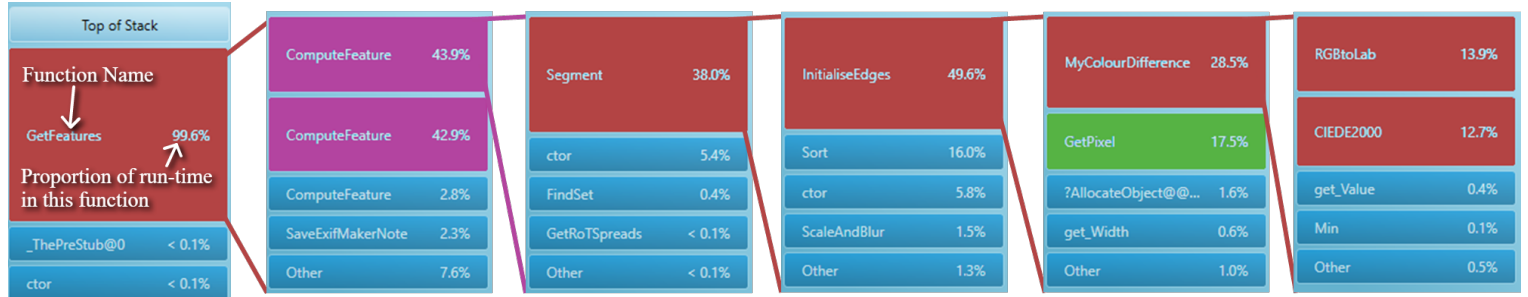 Top of Stack
Function Name
GetFeatures 99.6%
Proportion of run-time
in this function
_ThePreStub@0 < 0.1%
ctor < 0.1%
ComputeFeature 43.9%
ComputeFeature 42.9%
ComputeFeature 2.8%
SaveExifMakerNote 2.3%
Other 7.6%
Segment 38.0%
ctor 5.4%
FindSet 0.4%
GetRoTSpreads < 0.1%
Other < 0.1%
InitialiseEdges 49.6%
Sort 16.0%
ctor 5.8%
ScaleAndBlur 1.5%
Other 1.3%
MyColourDifference 28.5%
GetPixel 17.5%
?AllocateObject@@... 1.6%
get_Width 0.6%
Other 1.0%
RGBtoLab 13.9%
CIEDE2000 12.7%
get_Value 0.4%
Min 0.1%
Other 0.5%